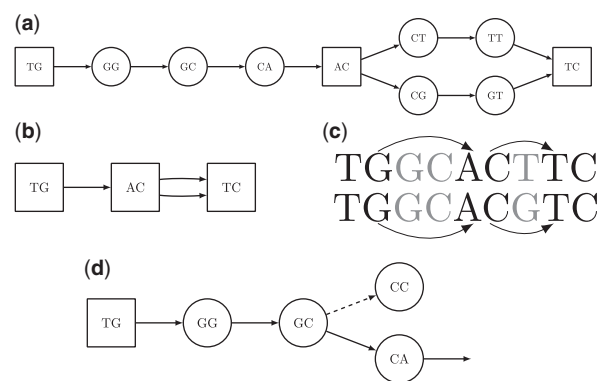 (a)
CT TT
TG GG GC CA AC TC
CG GT
(b)
TG AC TC
(c)
TGGCACTTC
TGGCACGTC
(d)
CC
TG GG GC
CA